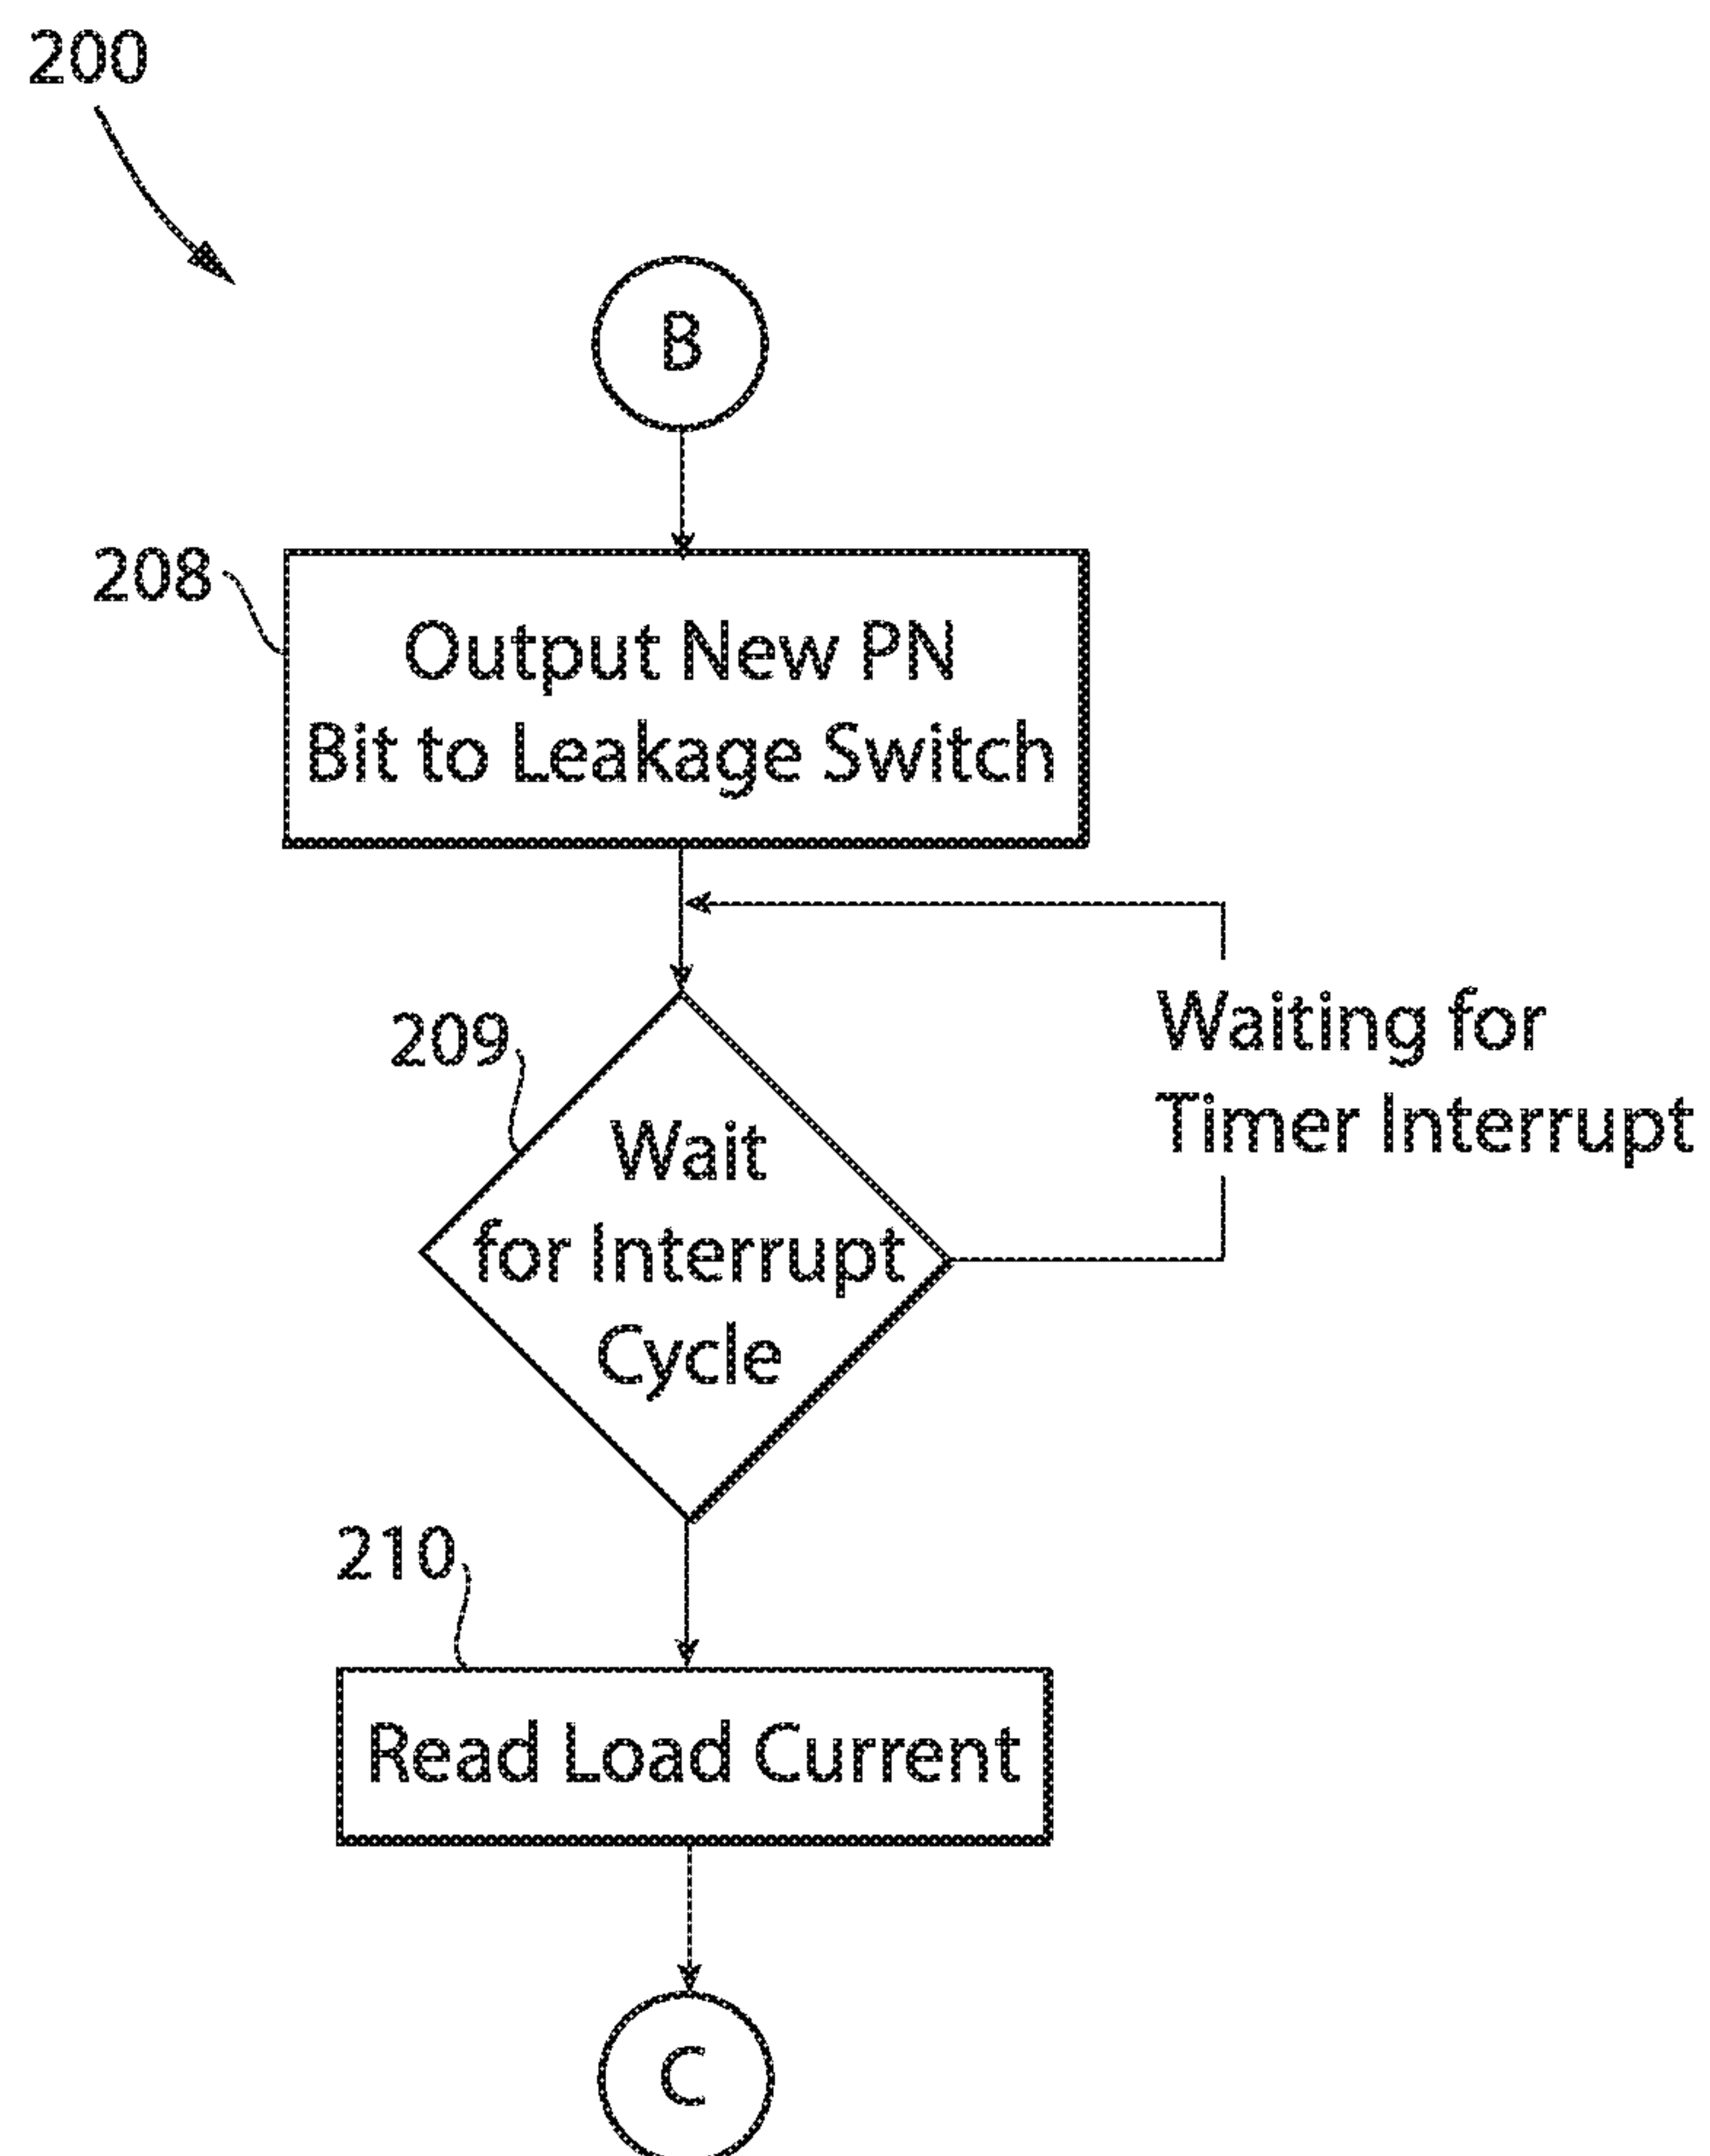 200
B
208
Output New PN
Bit to Leakage Switch
209
Wait
for Interrupt
Cycle
Waiting for
Timer Interrupt
210
Read Load Current
C